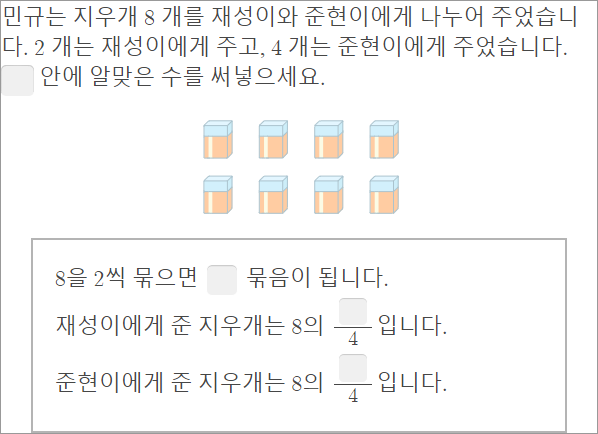 민규는 지우개 8 개를 재성이와 준현이에게 나누어 주었습니
다. 2 개는 재성이에게 주고, 4 개는 준현이에게 주었습니다.
안에 알맞은 수를 써넣으세요.
8을 2씩 묶으면 묶음이 됩니다.
재성이에게 준 지우개는 8의 입니다.
4
준현이에게 준 지우개는 8의 입니다.
4